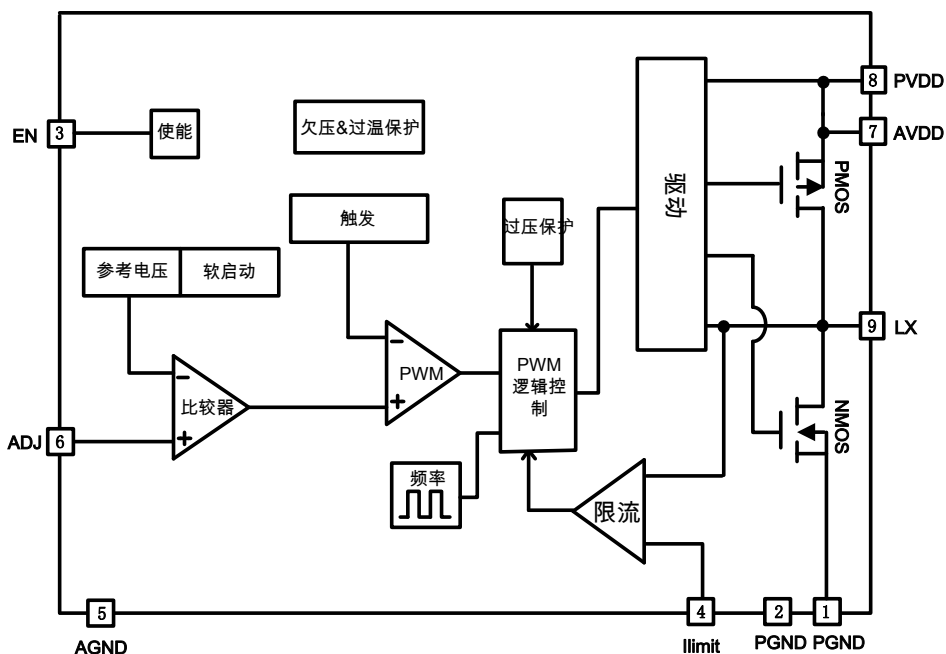 8 PVDD
欠压&过温保护
使能
EN 3
7 AVDD
PMOS
驱动
触发
过压保护
参考电压 软启动
9 LX
−
PWM
+
PWM
逻辑控
制
−
比较器
+
NMOS
ADJ 6
频率
限流
5
4
2
1
AGND
Ilimit
PGND
PGND